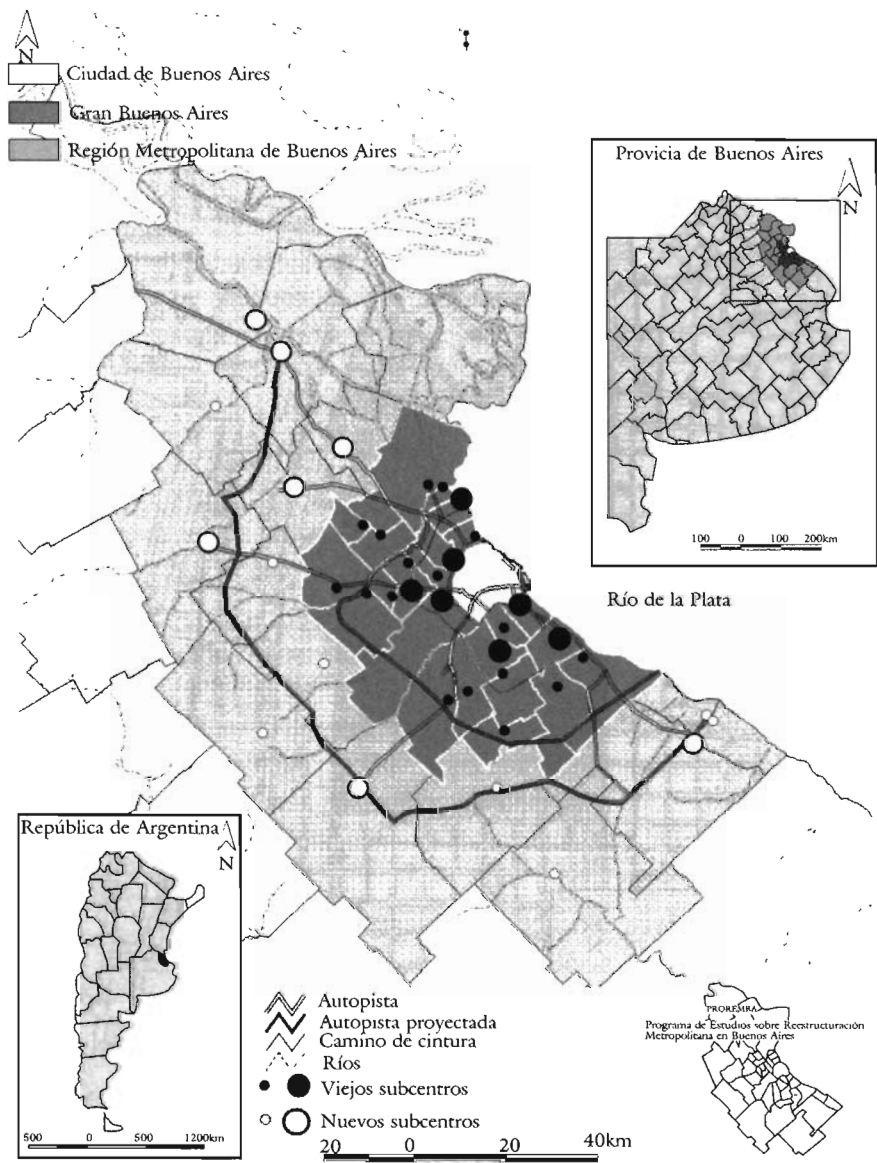 N
Ciudad de Buenos Aires
Gran Buenos Aires
Región Metropolitana de Buenos Aires
Provicia de Buenos Aires
N
100 0 100 200km
Río de la Plata
República de Argentina
N
500 0 500 1200km
Autopista
Autopista proyectada
Camino de cintura
Ríos
Viejos subcentros
Nuevos subcentros
20 0 20 40km
PROREMBA
Programa de Estudios sobre Reestructuración
Metropolitana en Buenos Aires